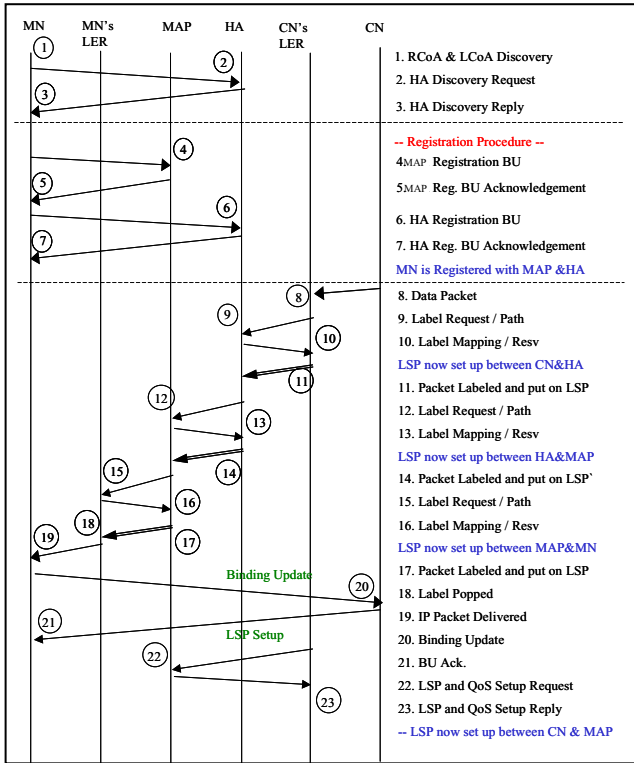 MN MN's LER MAP HA CN's LER CN
1
2
3
4
5
6
7
8
9
10
11
12
13
14
15
16
17
18
19
Binding Update
20
21
LSP Setup
22
23
1. RCoA & LCoA Discovery
2. HA Discovery Request
3. HA Discovery Reply
-- Registration Procedure --
4MAP Registration BU
5MAP Reg. BU Acknowledgement
6. HA Registration BU
7. HA Reg. BU Acknowledgement
MN is Registered with MAP &HA
8. Data Packet
9. Label Request / Path
10. Label Mapping / Resv
LSP now set up between CN&HA
11. Packet Labeled and put on LSP
12. Label Request / Path
13. Label Mapping / Resv
LSP now set up between HA&MAP
14. Packet Labeled and put on LSP`
15. Label Request / Path
16. Label Mapping / Resv
LSP now set up between MAP&MN
17. Packet Labeled and put on LSP
18. Label Popped
19. IP Packet Delivered
20. Binding Update
21. BU Ack.
22. LSP and QoS Setup Request
23. LSP and QoS Setup Reply
-- LSP now set up between CN & MAP